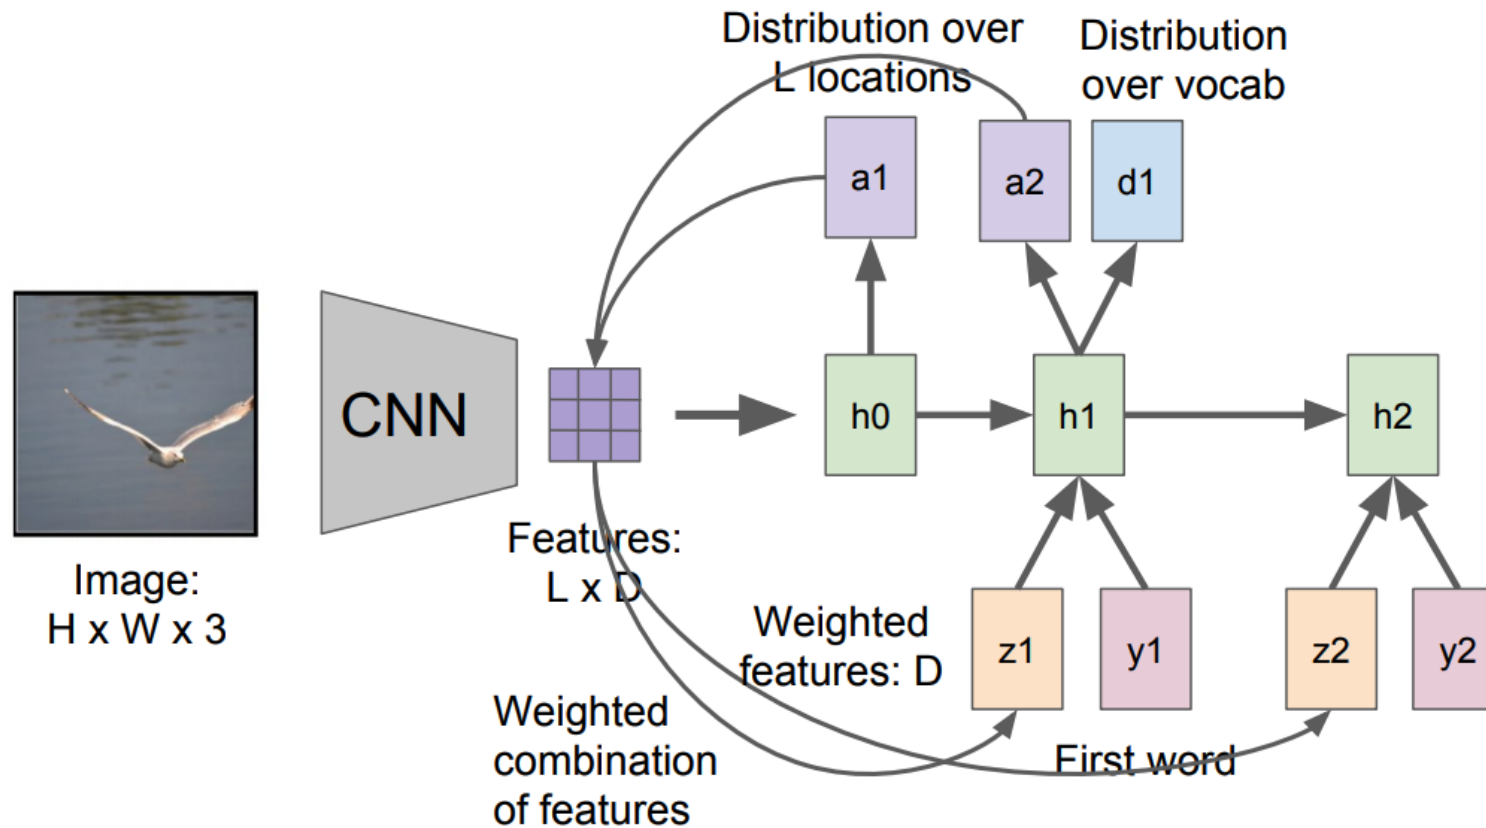 Distribution over
L locations
Distribution
over vocab
a1
a2
d1
CNN
h0
h1
h2
Features:
L x D
Image:
H x W x 3
Weighted
features: D
z1
y1
z2
y2
Weighted
combination
of features
First word